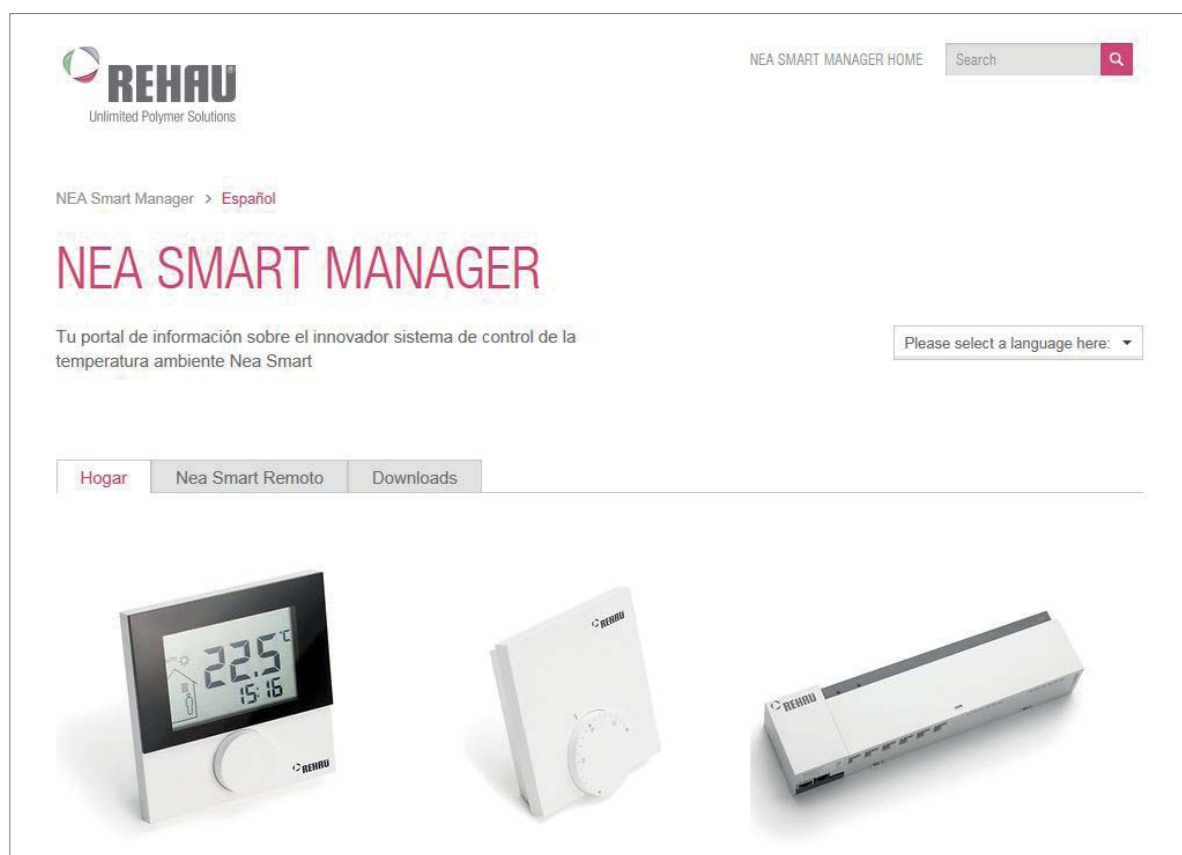 REHAU
Unlimited Polymer Solutions
NEA SMART MANAGER HOME
Search
NEA Smart Manager > Español
NEA SMART MANAGER
Tu portal de información sobre el innovador sistema de control de la
temperatura ambiente Nea Smart
Please select a language here:
Hogar
Nea Smart Remoto
Downloads
22.5°C
15:16
REHAU
REHAU
REHAU